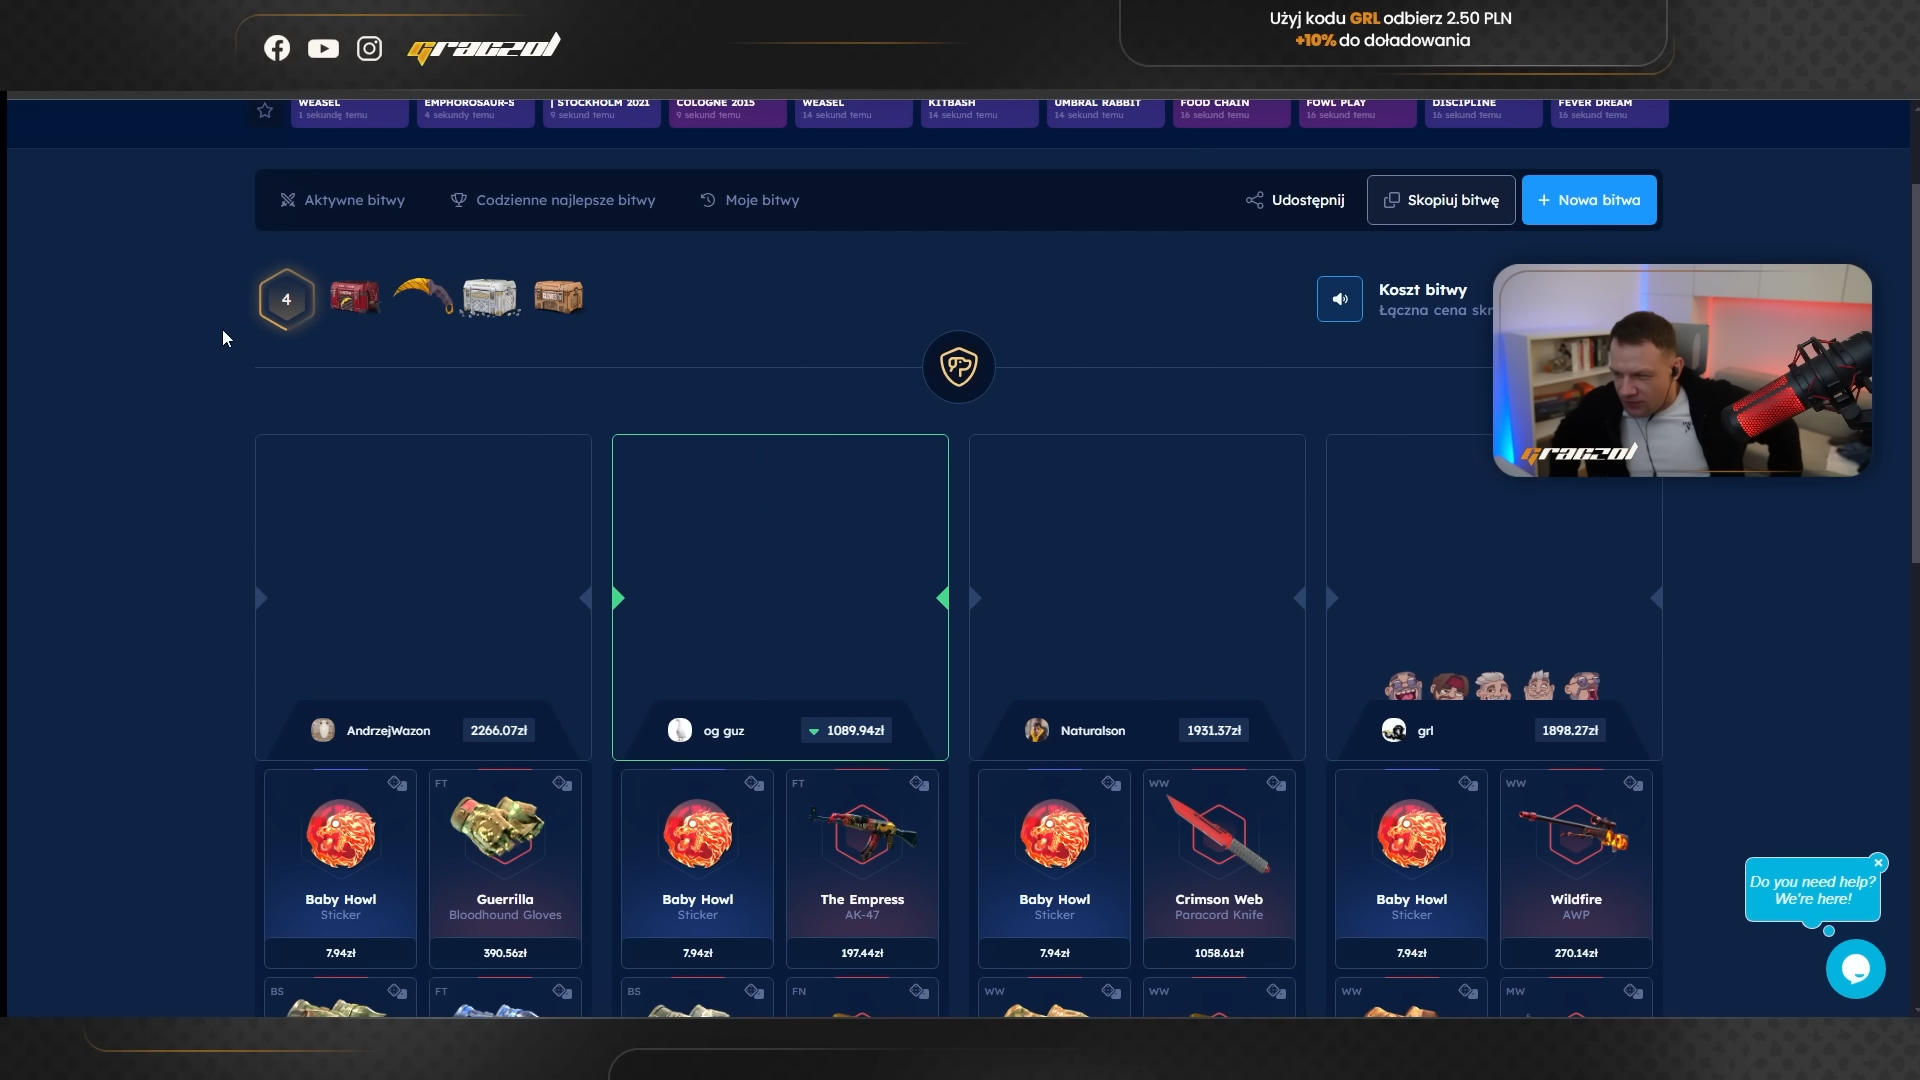 graczol
Użyj kodu GRL odbierz 2.50 PLN
+10% do doładowania
WEASEL
1 sekundę temu
EMPHOROSAUR-S
4 sekundy temu
| STOCKHOLM 2021
9 sekund temu
COLOGNE 2015
9 sekund temu
WEASEL
14 sekund temu
KITBASH
14 sekund temu
UMBRAL RABBIT
14 sekund temu
FOOD CHAIN
16 sekund temu
FOWL PLAY
16 sekund temu
DISCIPLINE
16 sekund temu
FEVER DREAM
16 sekund temu
Aktywne bitwy
Codzienne najlepsze bitwy
Moje bitwy
Udostępnij
Skopiuj bitwę
+ Nowa bitwa
4
Koszt bitwy
Łączna cena skr
graczol
AndrzejWazon
2266.07zł
og guz
1089.94zł
Naturalson
1931.37zł
grl
1898.27zł
Baby Howl
Sticker
7.94zł
FT
Guerrilla
Bloodhound Gloves
390.56zł
Baby Howl
Sticker
7.94zł
FT
The Empress
AK-47
197.44zł
Baby Howl
Sticker
7.94zł
WW
Crimson Web
Paracord Knife
1058.61zł
Baby Howl
Sticker
7.94zł
WW
Wildfire
AWP
270.14zł
BS
FT
BS
FN
WW
WW
WW
MW
Do you need help?
We're here!